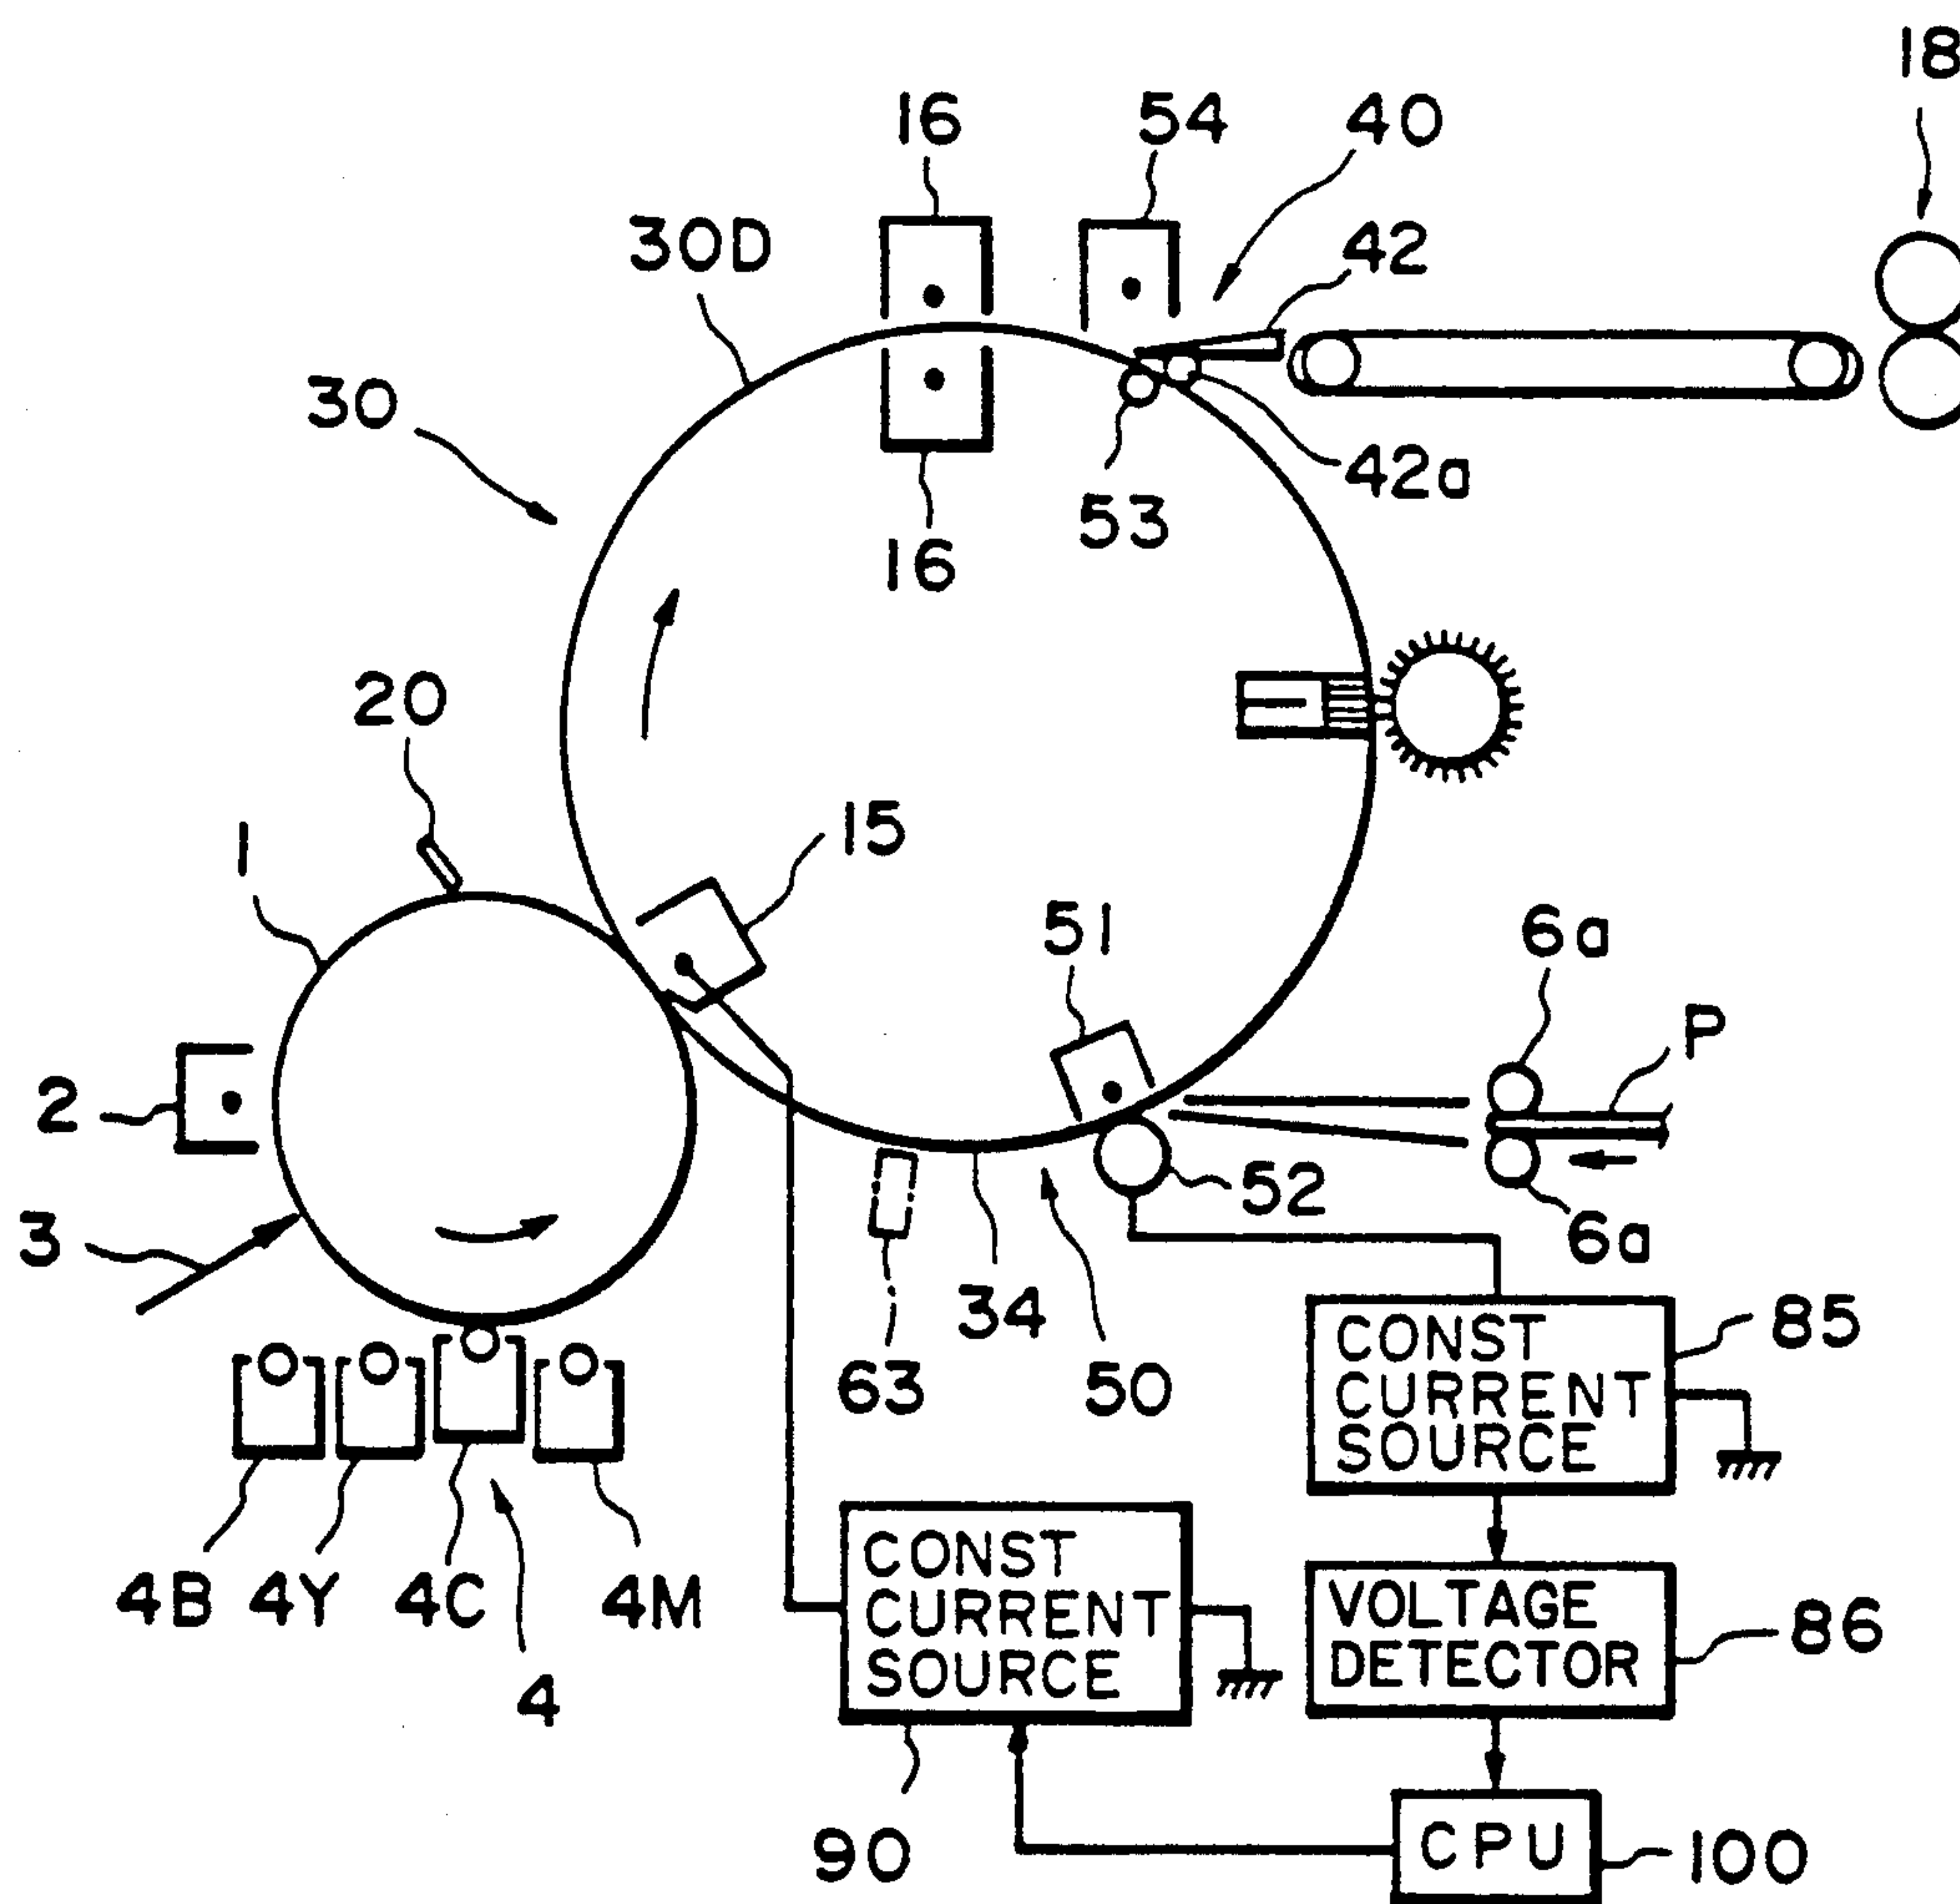 18
16
54
40
30D
42
30
42a
53
16
20
15
1
51
6a
P
2
52
3
6a
34
85
63
50
CONST
CURRENT
SOURCE
CONST
CURRENT
SOURCE
4B
4Y
4C
4M
VOLTAGE
DETECTOR
86
4
90
CPU
100